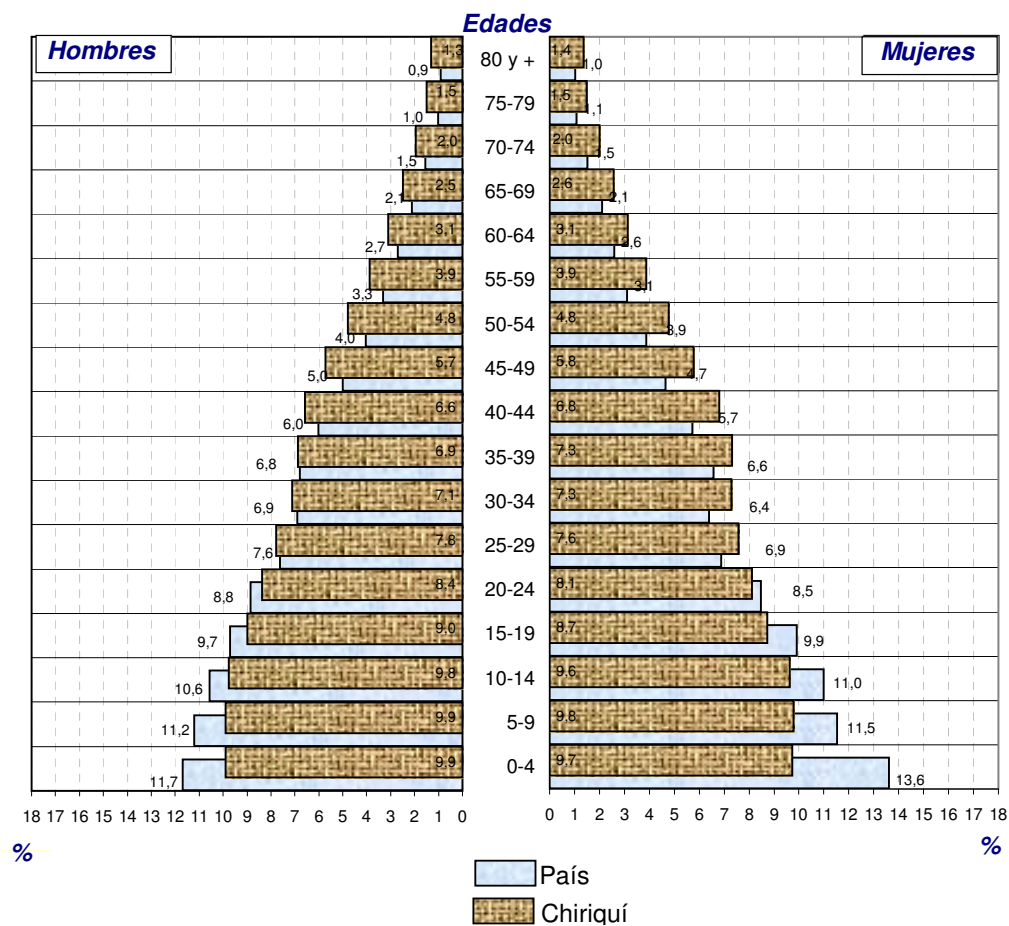 Edades
Hombres
Mujeres
1,3 80 y + 1,4
0,9 1,0
1,5 75-79 1,5
1,0 1,1
2,0 70-74 2,0
1,5 1,5
2,5 65-69 2,6
2,1 2,1
3,1 60-64 3,1
2,7 2,6
3,9 55-59 3,9
3,3 3,1
4,8 50-54 4,8
4,0 3,9
5,7 45-49 5,8
5,0 4,7
6,6 40-44 6,8
6,0 5,7
6,9 35-39 7,3
6,8 6,6
7,1 30-34 7,3
6,9 6,4
7,8 25-29 7,6
7,6 6,9
8,4 20-24 8,1
8,8 8,5
9,0 15-19 8,7
9,7 9,9
9,8 10-14 9,6
10,6 11,0
9,9 5-9 9,8
11,2 11,5
9,9 0-4 9,7
11,7 13,6
18 17 16 15 14 13 12 11 10 9 8 7 6 5 4 3 2 1 0 0 1 2 3 4 5 6 7 8 9 10 11 12 13 14 15 16 17 18
% %
País
Chiriquí